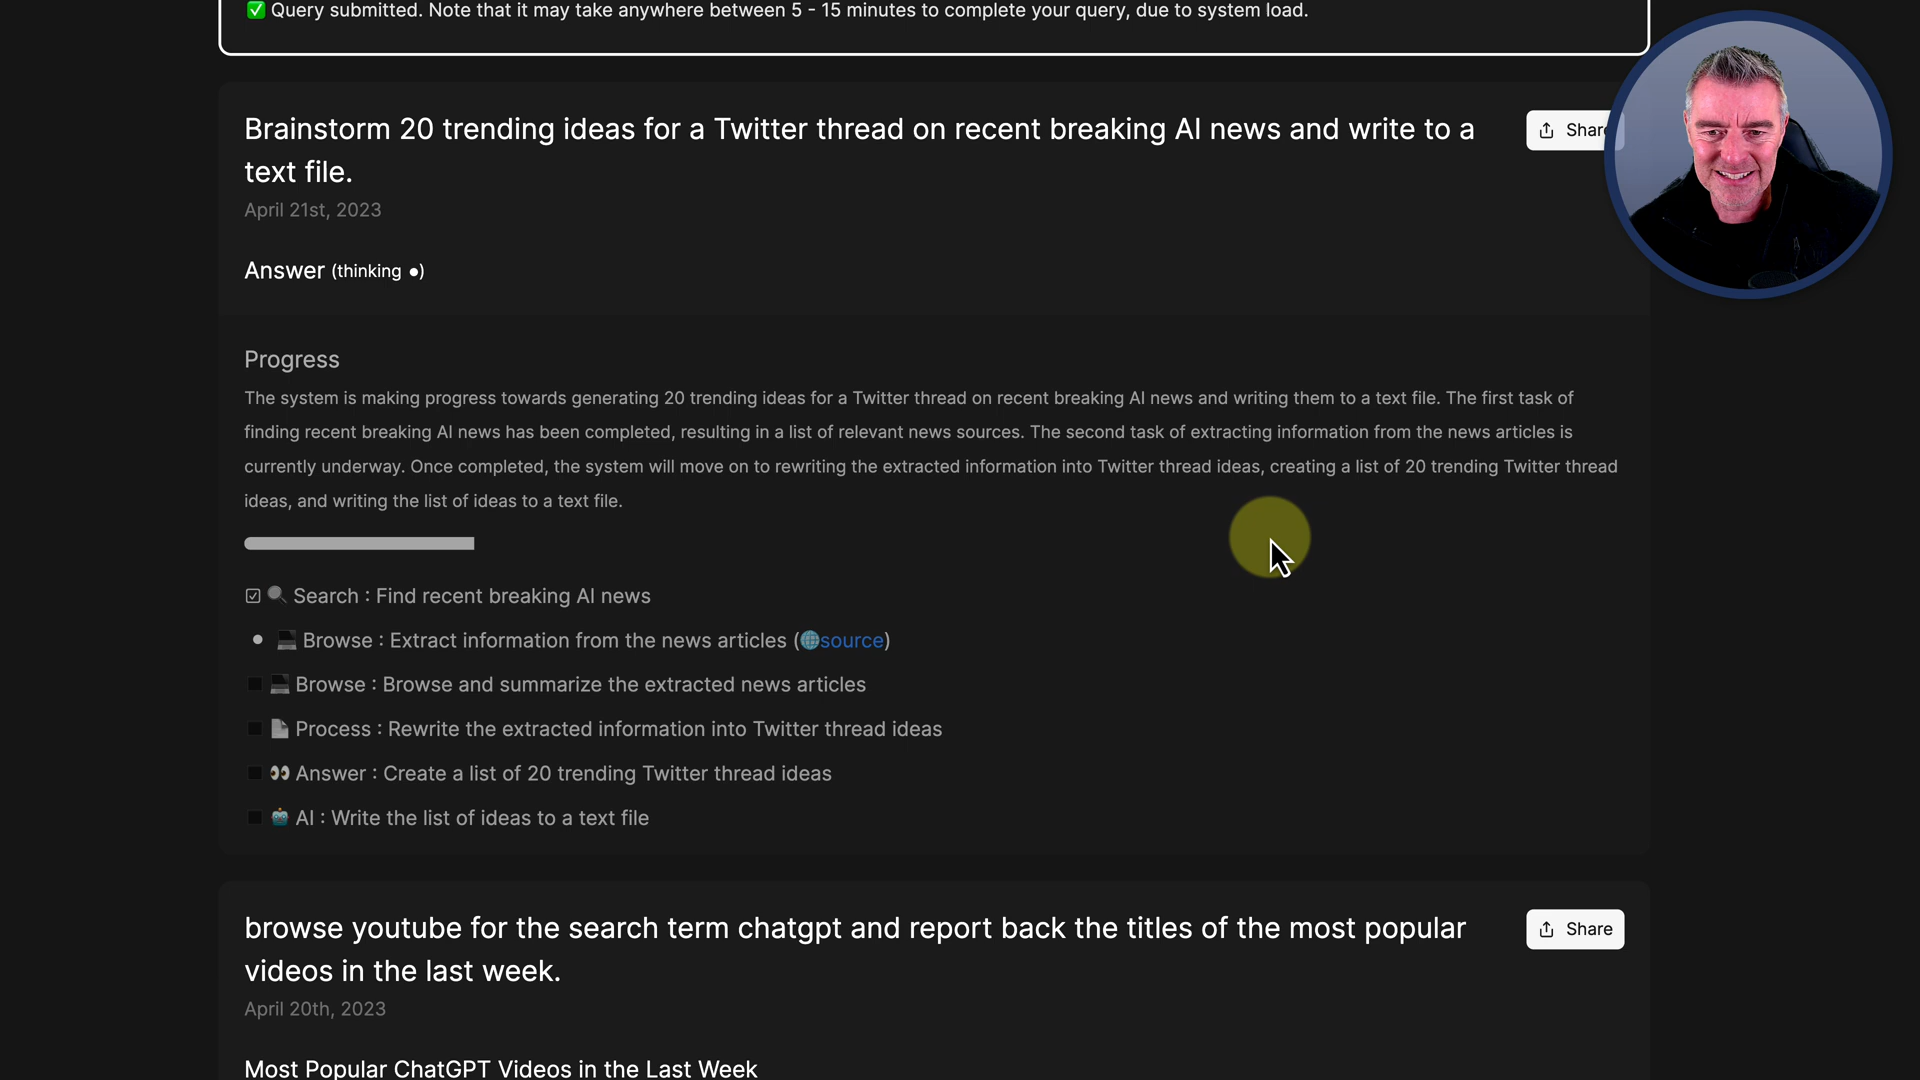 ✅ Query submitted. Note that it may take anywhere between 5 - 15 minutes to complete your query, due to system load.
Brainstorm 20 trending ideas for a Twitter thread on recent breaking AI news and write to a
text file.
Share
April 21st, 2023
Answer (thinking ●)
Progress
The system is making progress towards generating 20 trending ideas for a Twitter thread on recent breaking AI news and writing them to a text file. The first task of
finding recent breaking AI news has been completed, resulting in a list of relevant news sources. The second task of extracting information from the news articles is
currently underway. Once completed, the system will move on to rewriting the extracted information into Twitter thread ideas, creating a list of 20 trending Twitter thread
ideas, and writing the list of ideas to a text file.
Search : Find recent breaking AI news
Browse : Extract information from the news articles (🌐source)
Browse : Browse and summarize the extracted news articles
Process : Rewrite the extracted information into Twitter thread ideas
Answer : Create a list of 20 trending Twitter thread ideas
AI : Write the list of ideas to a text file
browse youtube for the search term chatgpt and report back the titles of the most popular
videos in the last week.
Share
April 20th, 2023
Most Popular ChatGPT Videos in the Last Week